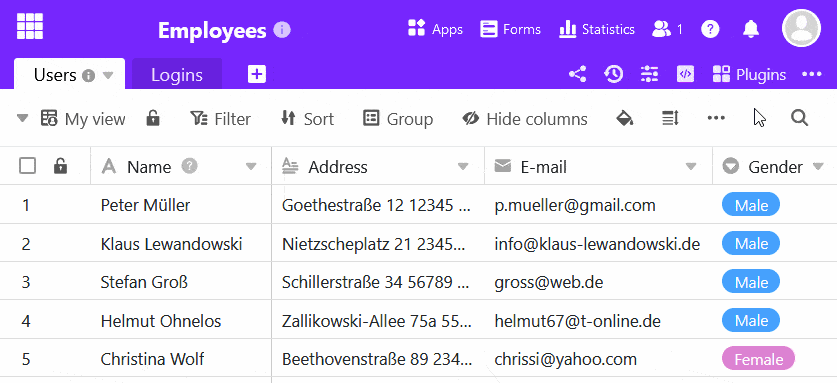 Employees Apps Forms Statistics 1 ?
Users Logins Plugins
My view Filter Sort Group Hide columns
Name ? Address E-mail Gender
1 Peter Müller Goethestraße 12 12345 ... p.mueller@gmail.com Male
2 Klaus Lewandowski Nietzscheplatz 21 2345... info@klaus-lewandowski.de Male
3 Stefan Groß Schillerstraße 34 56789 ... gross@web.de Male
4 Helmut Ohnelos Zallikowski-Allee 75a 55... helmut67@t-online.de Male
5 Christina Wolf Beethovenstraße 89 234... chrissi@yahoo.com Female